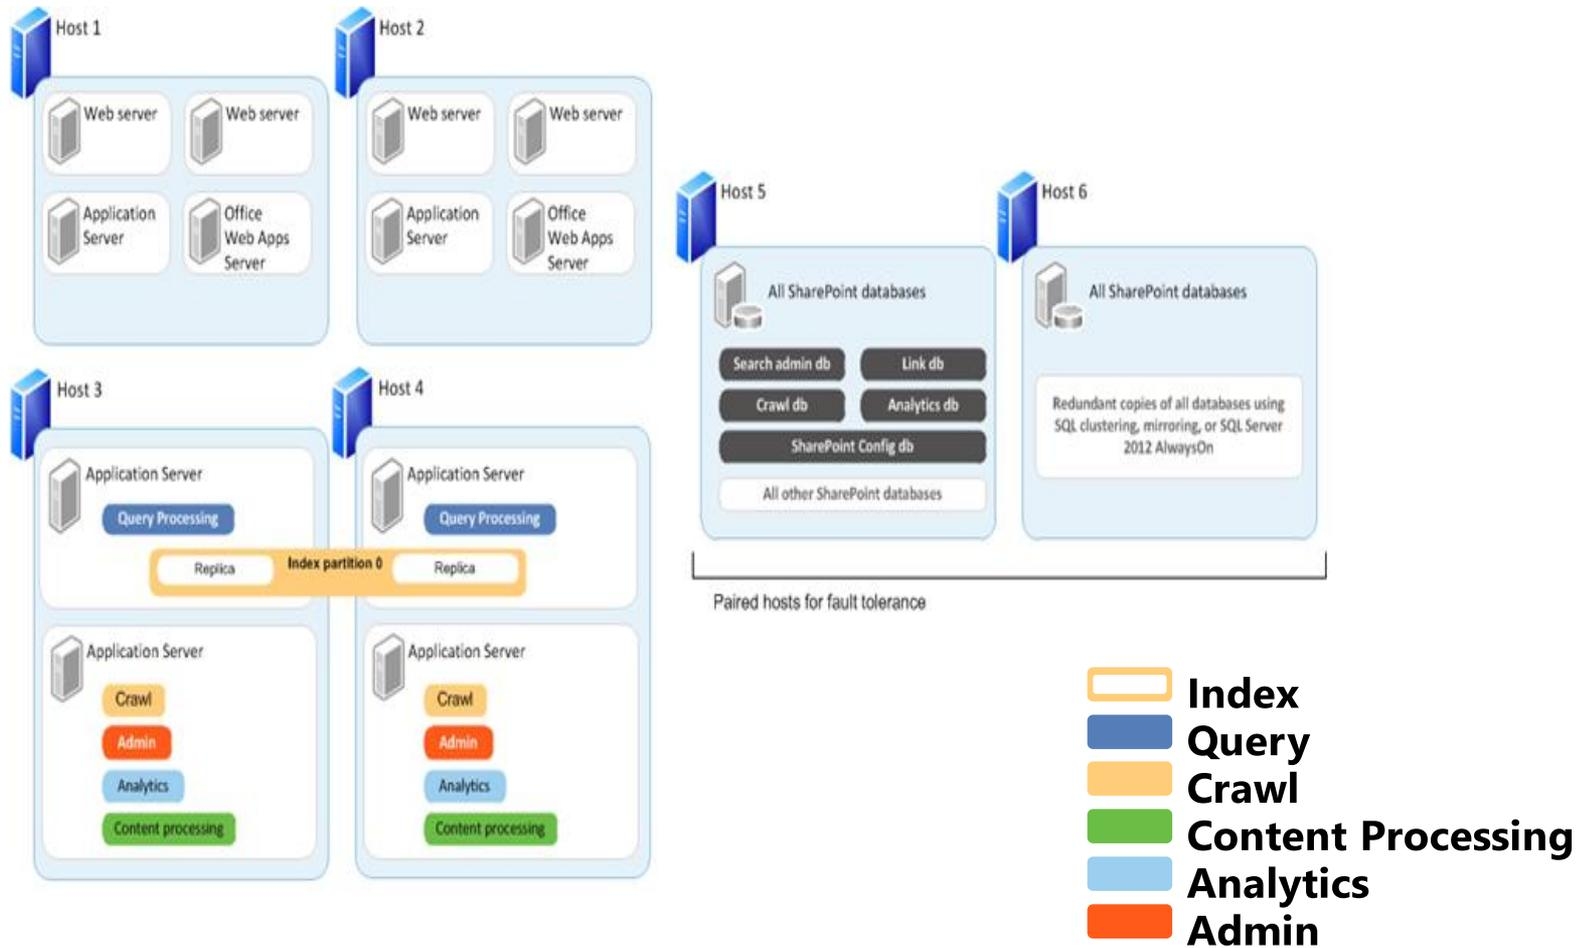 Host 1
Web server
Web server
Application
Server
Office
Web Apps
Server
Host 2
Web server
Web server
Application
Server
Office
Web Apps
Server
Host 3
Application Server
Query Processing
Replica
Index partition 0
Replica
Application Server
Crawl
Admin
Analytics
Content processing
Host 4
Application Server
Query Processing
Application Server
Crawl
Admin
Analytics
Content processing
Host 5
All SharePoint databases
Search admin db
Link db
Crawl db
Analytics db
SharePoint Config db
All other SharePoint databases
Host 6
All SharePoint databases
Redundant copies of all databases using
SQL clustering, mirroring, or SQL Server
2012 AlwaysOn
Paired hosts for fault tolerance
Index
Query
Crawl
Content Processing
Analytics
Admin